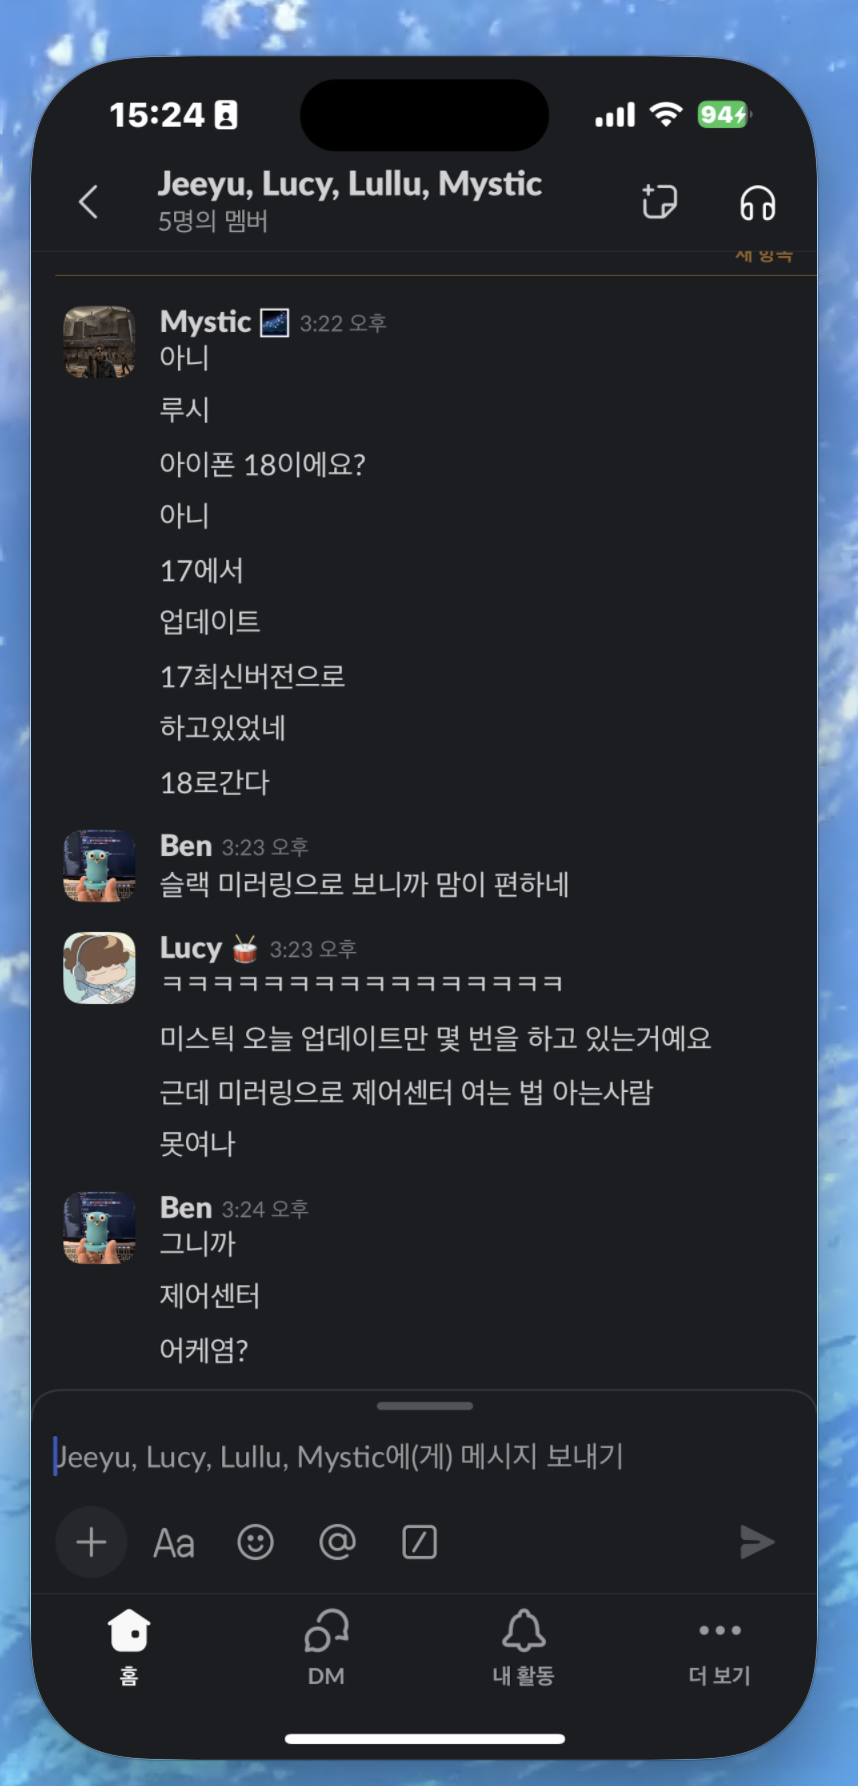 15:24
94
Jeeyu, Lucy, Lullu, Mystic
5명의 멤버
새 항목
Mystic 3:22 오후
아니
루시
아이폰 18이에요?
아니
17에서
업데이트
17최신버전으로
하고있었네
18로간다
Ben 3:23 오후
슬랙 미러링으로 보니까 맘이 편하네
Lucy 3:23 오후
ㅋㅋㅋㅋㅋㅋㅋㅋㅋㅋㅋㅋㅋㅋㅋㅋ
미스틱 오늘 업데이트만 몇 번을 하고 있는거예요
근데 미러링으로 제어센터 여는 법 아는사람
못여나
Ben 3:24 오후
그니까
제어센터
어케염?
Jeeyu, Lucy, Lullu, Mystic에(게) 메시지 보내기
Aa
홈
DM
내 활동
더 보기